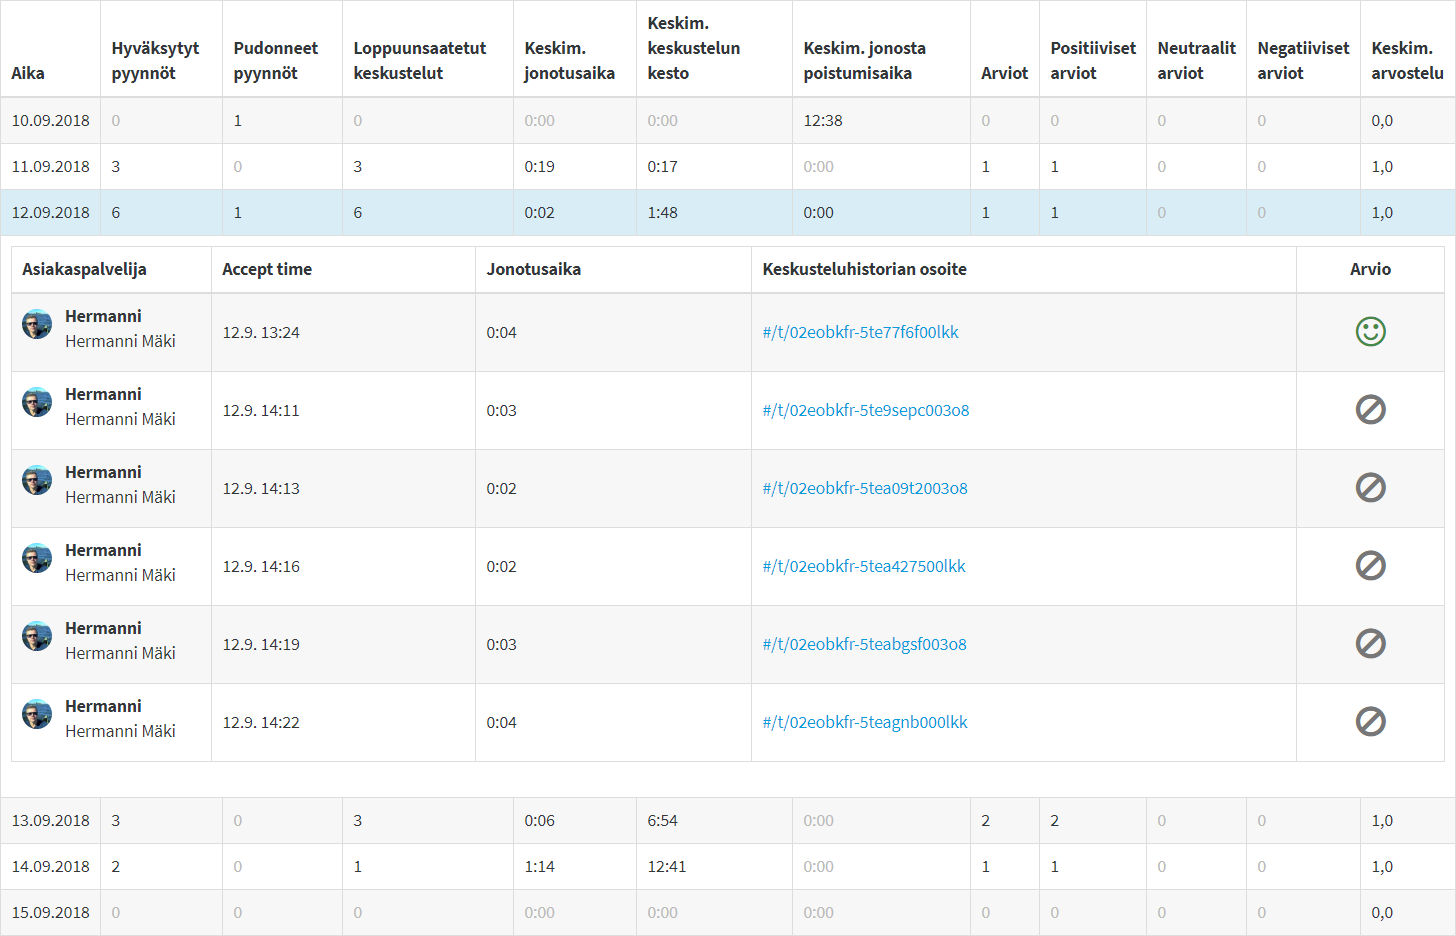 Aika Hyväksytyt pyynnöt Pudonneet pyynnöt Loppuunsaatetut keskustelut Keskim. jonotusaika Keskim. keskustelun kesto Keskim. jonosta poistumisaika Arviot Positiiviset arviot Neutraalit arviot Negatiiviset arviot Keskim. arvostelu
10.09.2018 0 1 0 0:00 0:00 12:38 0 0 0 0 0,0
11.09.2018 3 0 3 0:19 0:17 0:00 1 1 0 0 1,0
12.09.2018 6 1 6 0:02 1:48 0:00 1 1 0 0 1,0
Asiakaspalvelija Accept time Jonotusaika Keskusteluhistorian osoite Arvio
Hermanni
Hermanni Mäki 12.9. 13:24 0:04 #/t/02eobkfr-5te77f6f00lkk
Hermanni
Hermanni Mäki 12.9. 14:11 0:03 #/t/02eobkfr-5te9sepc003o8
Hermanni
Hermanni Mäki 12.9. 14:13 0:02 #/t/02eobkfr-5tea09t2003o8
Hermanni
Hermanni Mäki 12.9. 14:16 0:02 #/t/02eobkfr-5tea427500lkk
Hermanni
Hermanni Mäki 12.9. 14:19 0:03 #/t/02eobkfr-5teabgsf003o8
Hermanni
Hermanni Mäki 12.9. 14:22 0:04 #/t/02eobkfr-5teagnb000lkk
13.09.2018 3 0 3 0:06 6:54 0:00 2 2 0 0 1,0
14.09.2018 2 0 1 1:14 12:41 0:00 1 1 0 0 1,0
15.09.2018 0 0 0 0:00 0:00 0:00 0 0 0 0 0,0